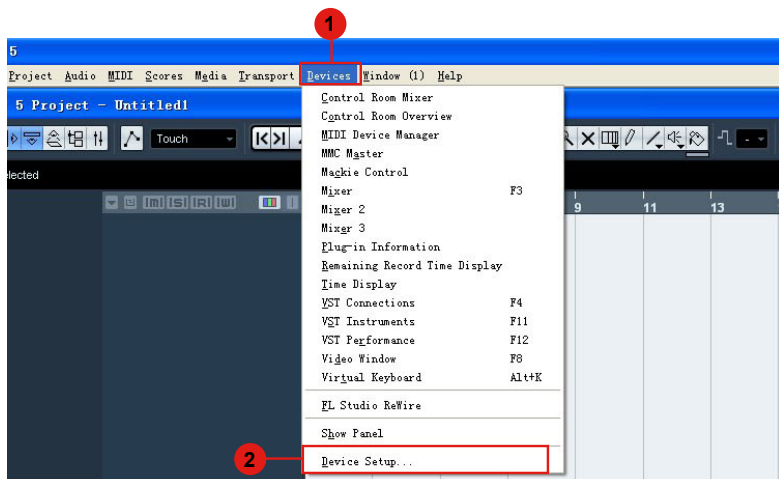 1
5
Project Audio MIDI Scores Media Transport Devices Window (1) Help
5 Project - Untitled1
Control Room Mixer
Control Room Overview
MIDI Device Manager
MMC Master
Mackie Control
Mixer F3
Mixer 2
Mixer 3
Plug-in Information
Remaining Record Time Display
Time Display
VST Connections F4
VST Instruments F11
VST Performance F12
Video Window F8
Virtual Keyboard Alt+K
FL Studio ReWire
Show Panel
2
Device Setup...
Touch
lected
M S R W
9 11 13